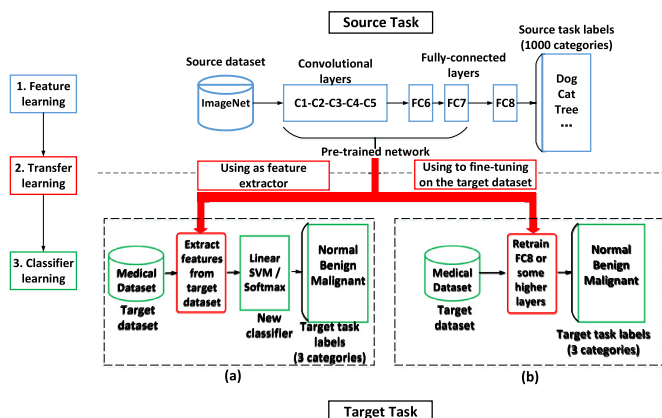 Source Task
Source task labels
(1000 categories)
Source dataset
Convolutional
layers
Fully-connected
layers
ImageNet
C1-C2-C3-C4-C5
FC6
FC7
FC8
Dog
Cat
Tree
...
Pre-trained network
1. Feature
learning
2. Transfer
learning
3. Classifier
learning
Using as feature
extractor
Using to fine-tuning
on the target dataset
Medical
Dataset
Target
dataset
Extract
features
from
target
dataset
Linear
SVM /
Softmax
New
classifier
Normal
Benign
Malignant
Target task
labels
(3 categories)
(a)
Medical
Dataset
Target
dataset
Retrain
FC8 or
some
higher
layers
Normal
Benign
Malignant
Target task labels
(3 categories)
(b)
Target Task